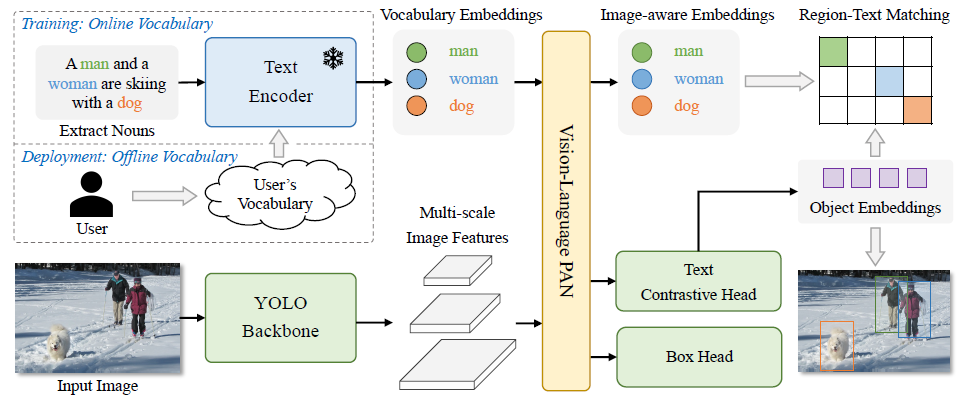 Training: Online Vocabulary
A man and a
woman are skiing
with a dog
Extract Nouns
Text
Encoder
Deployment: Offline Vocabulary
User
User's
Vocabulary
Vocabulary Embeddings
man
woman
dog
Image-aware Embeddings
man
woman
dog
Region-Text Matching
Input Image
YOLO
Backbone
Multi-scale
Image Features
Vision-Language PAN
Text
Contrastive Head
Box Head
Object Embeddings